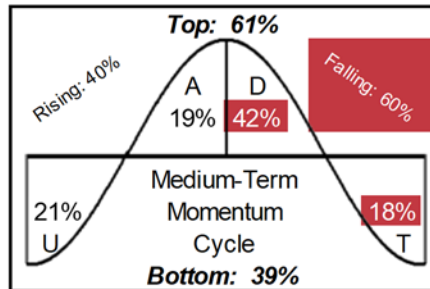 Top: 61%
Rising: 40%
Falling: 60%
A
D
19%
42%
Medium-Term
21%
Momentum
18%
U
Cycle
T
Bottom: 39%